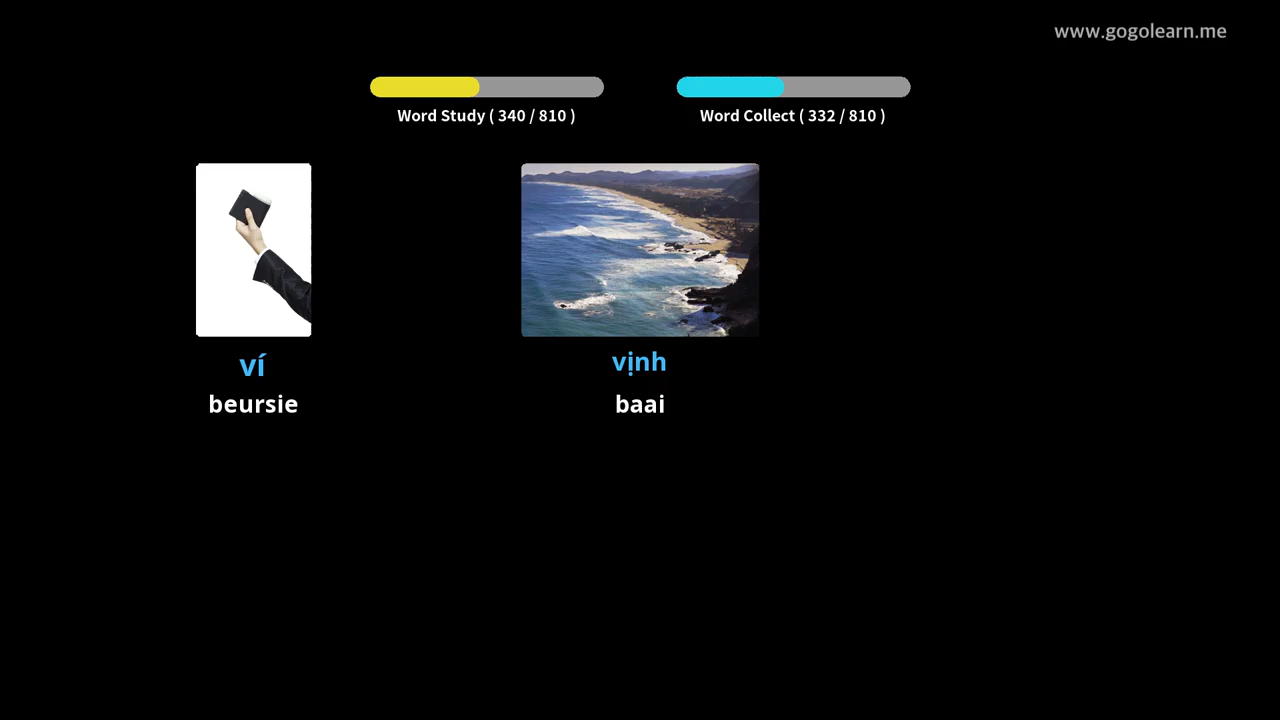 www.gogolearn.me
Word Study ( 340 / 810 )
Word Collect ( 332 / 810 )
ví
beursie
vịnh
baai